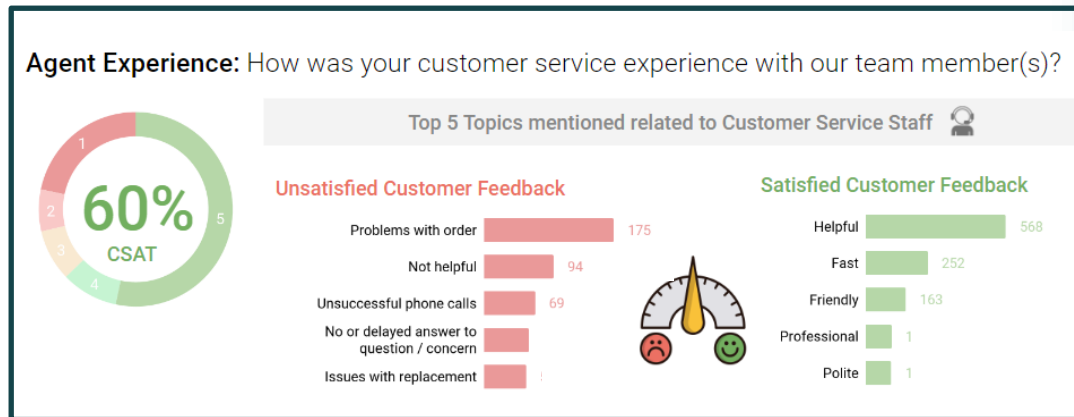 Agent Experience: How was your customer service experience with our team member(s)?
Top 5 Topics mentioned related to Customer Service Staff
1
2
3
4
5
60%
CSAT
Unsatisfied Customer Feedback
Problems with order 175
Not helpful 94
Unsuccessful phone calls 69
No or delayed answer to
question / concern
Issues with replacement
Satisfied Customer Feedback
Helpful 568
Fast 252
Friendly 163
Professional 1
Polite 1